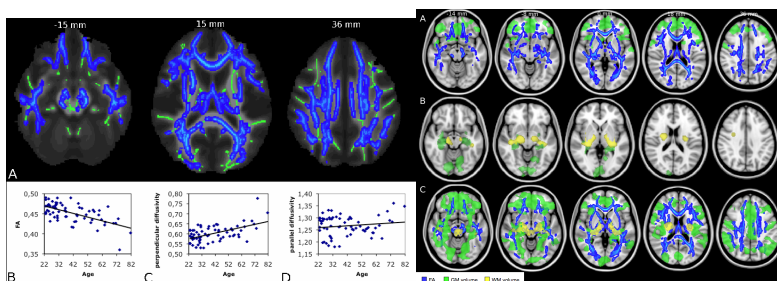 -15 mm
15 mm
36 mm
A
0,50
0,45
0,40
0,35
FA
22 32 42 52 62 72 82
Age
B
0,80
0,75
0,70
0,65
0,60
0,55
0,50
perpendicular diffusivity
22 32 42 52 62 72 82
Age
C
1,40
1,35
1,30
1,25
1,20
1,15
parallel diffusivity
22 32 42 52 62 72 82
Age
D
A
36 mm
B
C
FA
GM volume
WM volume